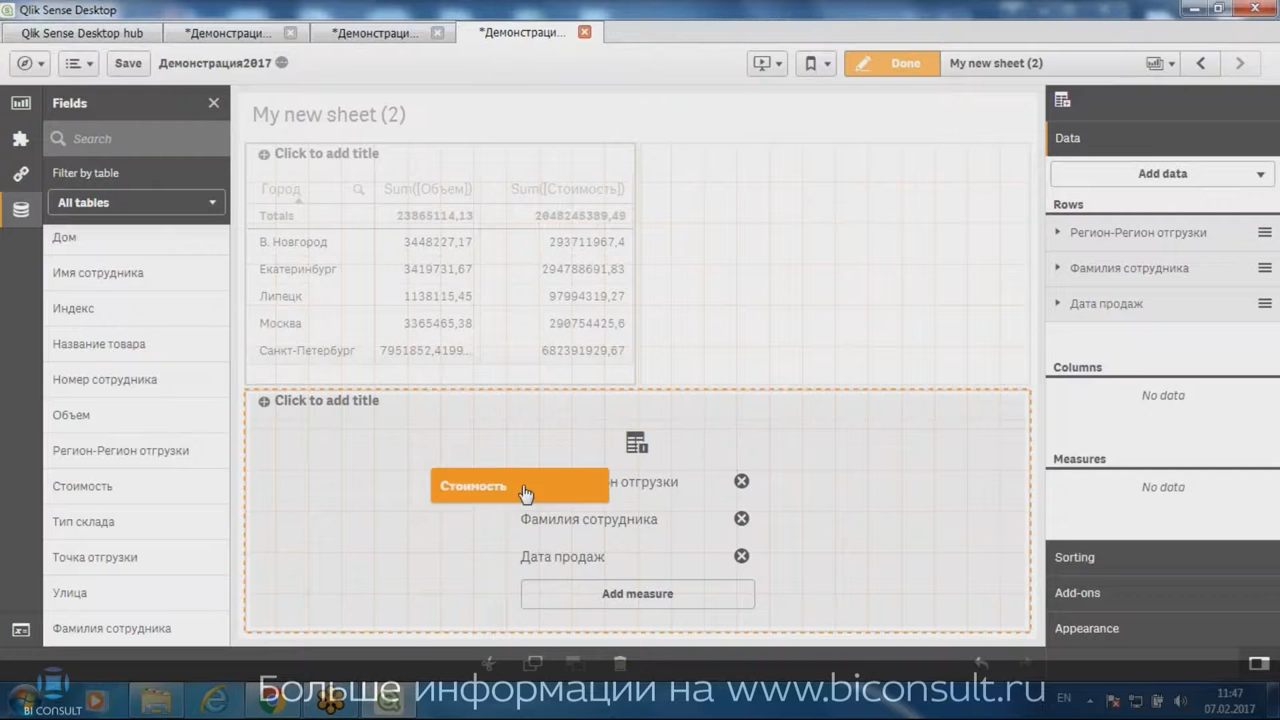 Qlik Sense Desktop
Qlik Sense Desktop hub
*Демонстраци...
*Демонстраци...
*Демонстраци...
Save
Демонстрация2017
Done
My new sheet (2)
Fields
Search
Filter by table
All tables
Дом
Имя сотрудника
Индекс
Название товара
Номер сотрудника
Объем
Регион-Регион отгрузки
Стоимость
Тип склада
Точка отгрузки
Улица
Фамилия сотрудника
My new sheet (2)
Click to add title
Город Sum([Объем]) Sum([Стоимость])
Totals 23865114,13 2048245389,49
В. Новгород 3448227,17 293711967,4
Екатеринбург 3419731,67 294788691,83
Липецк 1138115,45 97994319,27
Москва 3365465,38 290754425,6
Санкт-Петербург 7951852,4199... 682391929,67
Click to add title
Стоимость
он отгрузки
Фамилия сотрудника
Дата продаж
Add measure
Data
Add data
Rows
Регион-Регион отгрузки
Фамилия сотрудника
Дата продаж
Columns
No data
Measures
No data
Sorting
Add-ons
Appearance
Больше информации на www.biconsult.ru
BI CONSULT
EN
11:47
07.02.2017